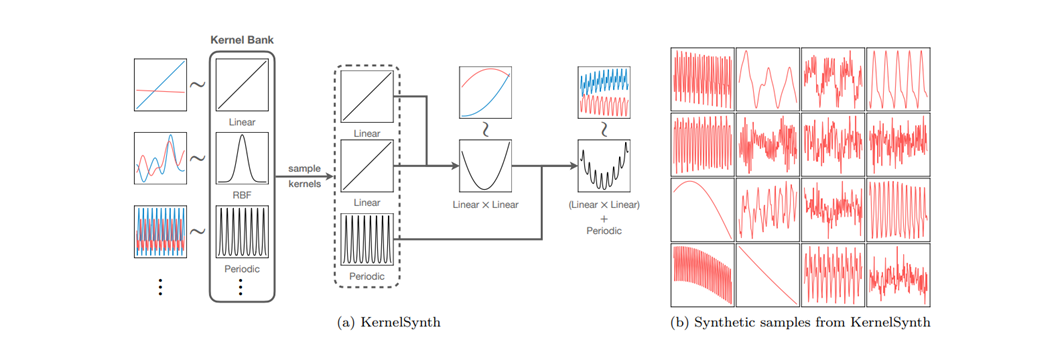 Kernel Bank
Linear
RBF
Periodic
sample
kernels
Linear
Linear
Periodic
Linear × Linear
(Linear × Linear)
+
Periodic
(a) KernelSynth
(b) Synthetic samples from KernelSynth